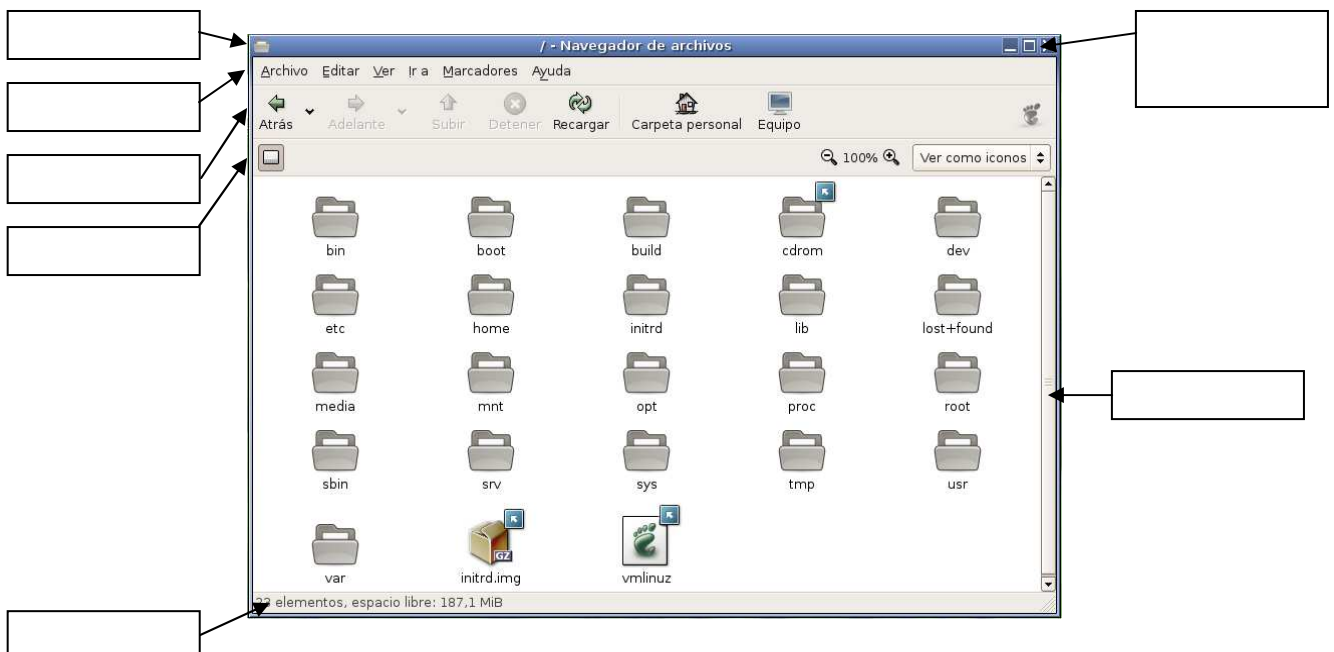 / - Navegador de archivos
Archivo Editar Ver Ir a Marcadores Ayuda
Atrás Adelante Subir Detener Recargar Carpeta personal Equipo
100% Ver como iconos
bin boot build cdrom dev
etc home initrd lib lost+found
media mnt opt proc root
sbin srv sys tmp usr
GZ
var initrd.img vmlinuz
elementos, espacio libre: 187,1 MiB